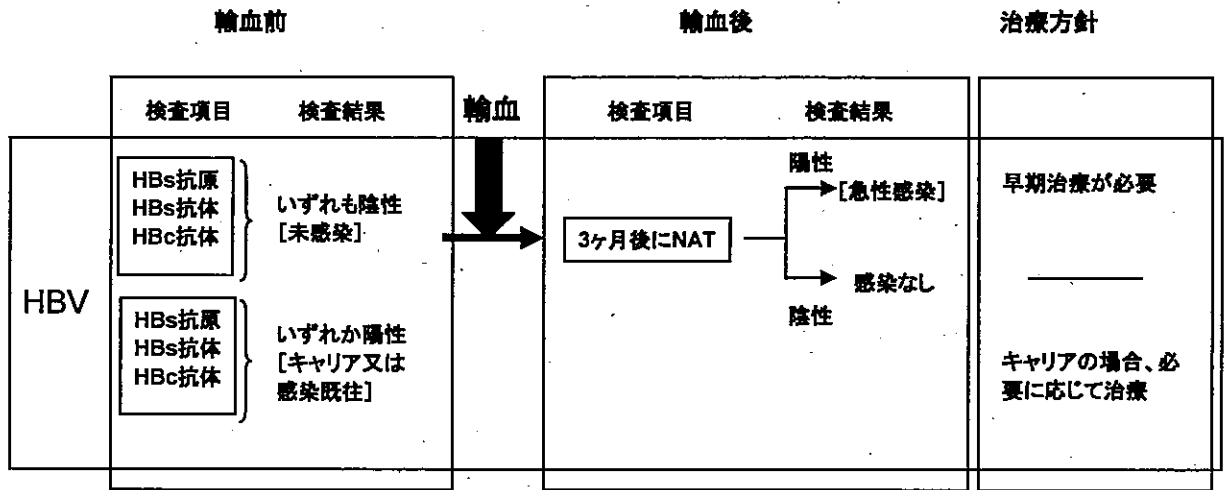 輸血前
輸血後
治療方針
検査項目
検査結果
輸血
検査項目
検査結果
HBV
HBs抗原
HBs抗体
HBc抗体
いずれも陰性
[未感染]
3ヶ月後にNAT
陽性
[急性感染]
感染なし
陰性
早期治療が必要
HBs抗原
HBs抗体
HBc抗体
いずれか陽性
[キャリア又は
感染既往]
キャリアの場合、必
要に応じて治療